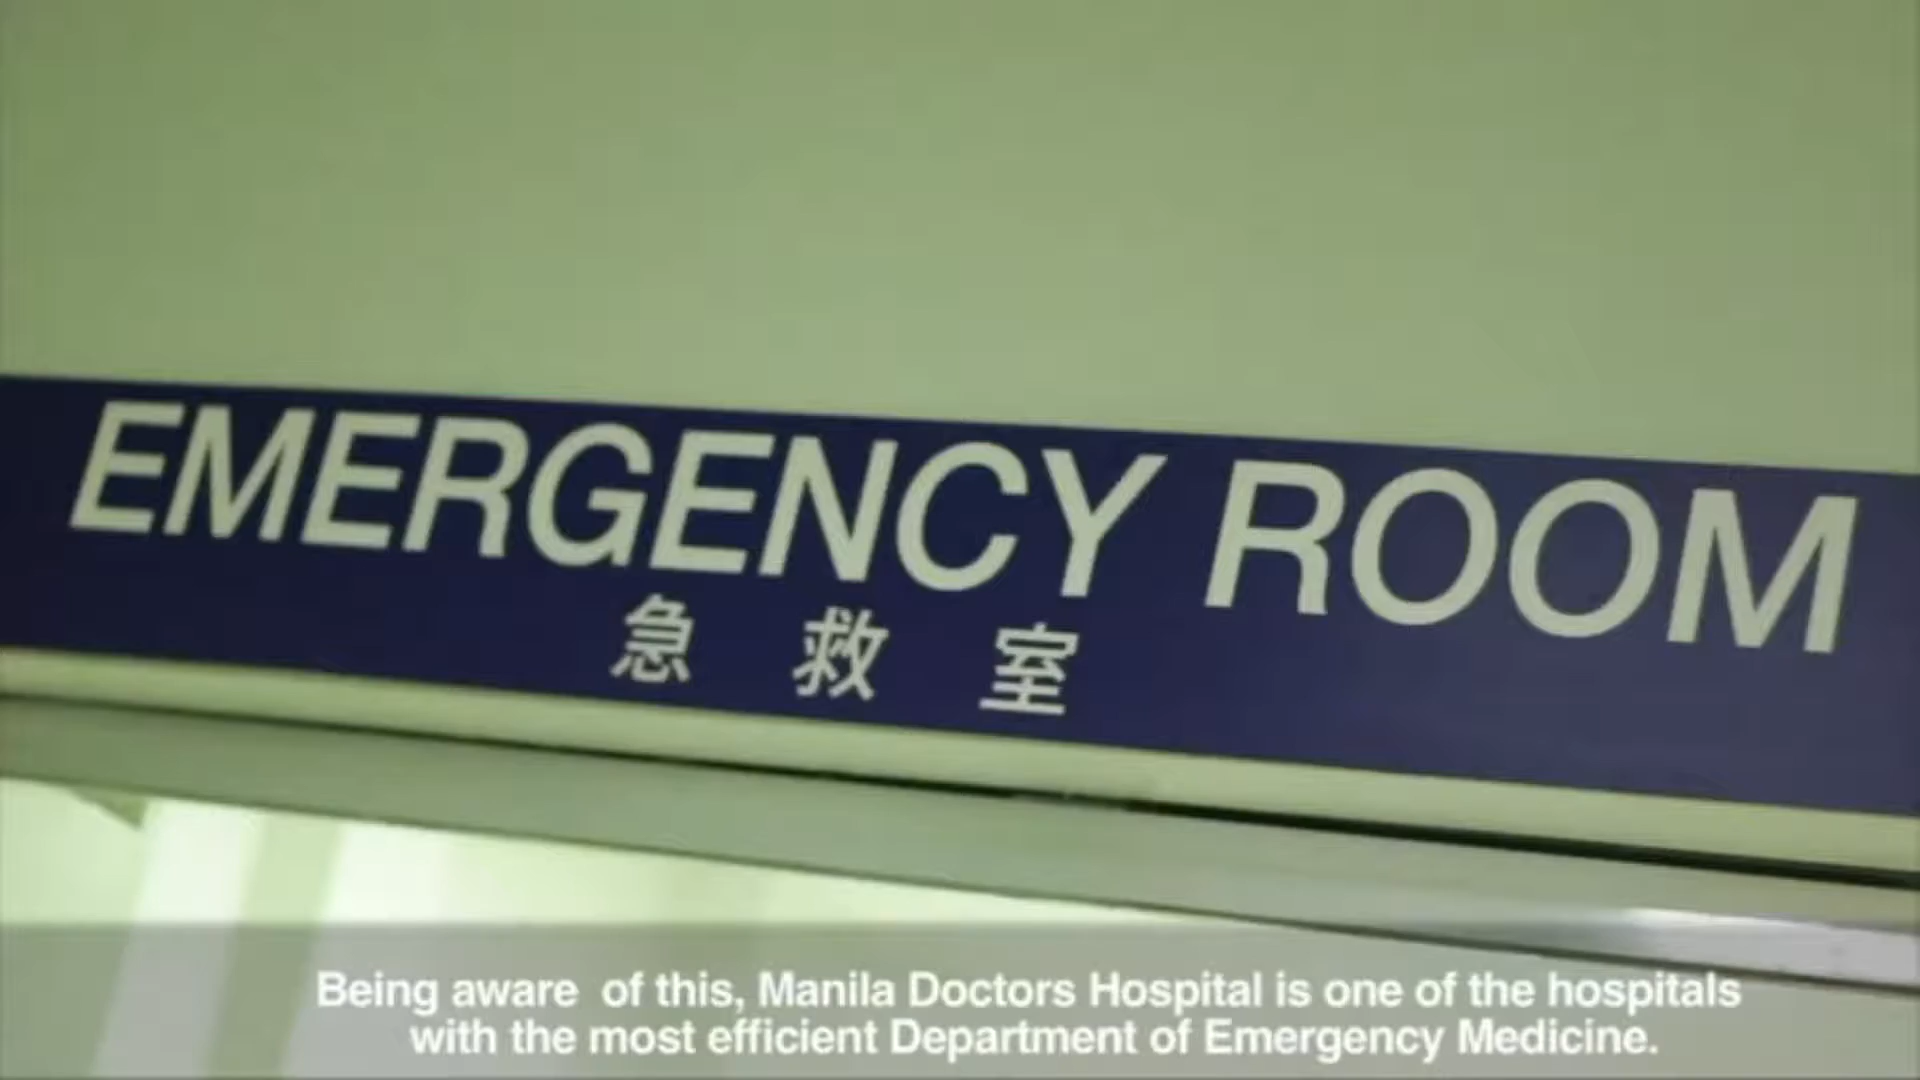 EMERGENCY ROOM
急救室
Being aware of this, Manila Doctors Hospital is one of the hospitals
with the most efficient Department of Emergency Medicine.